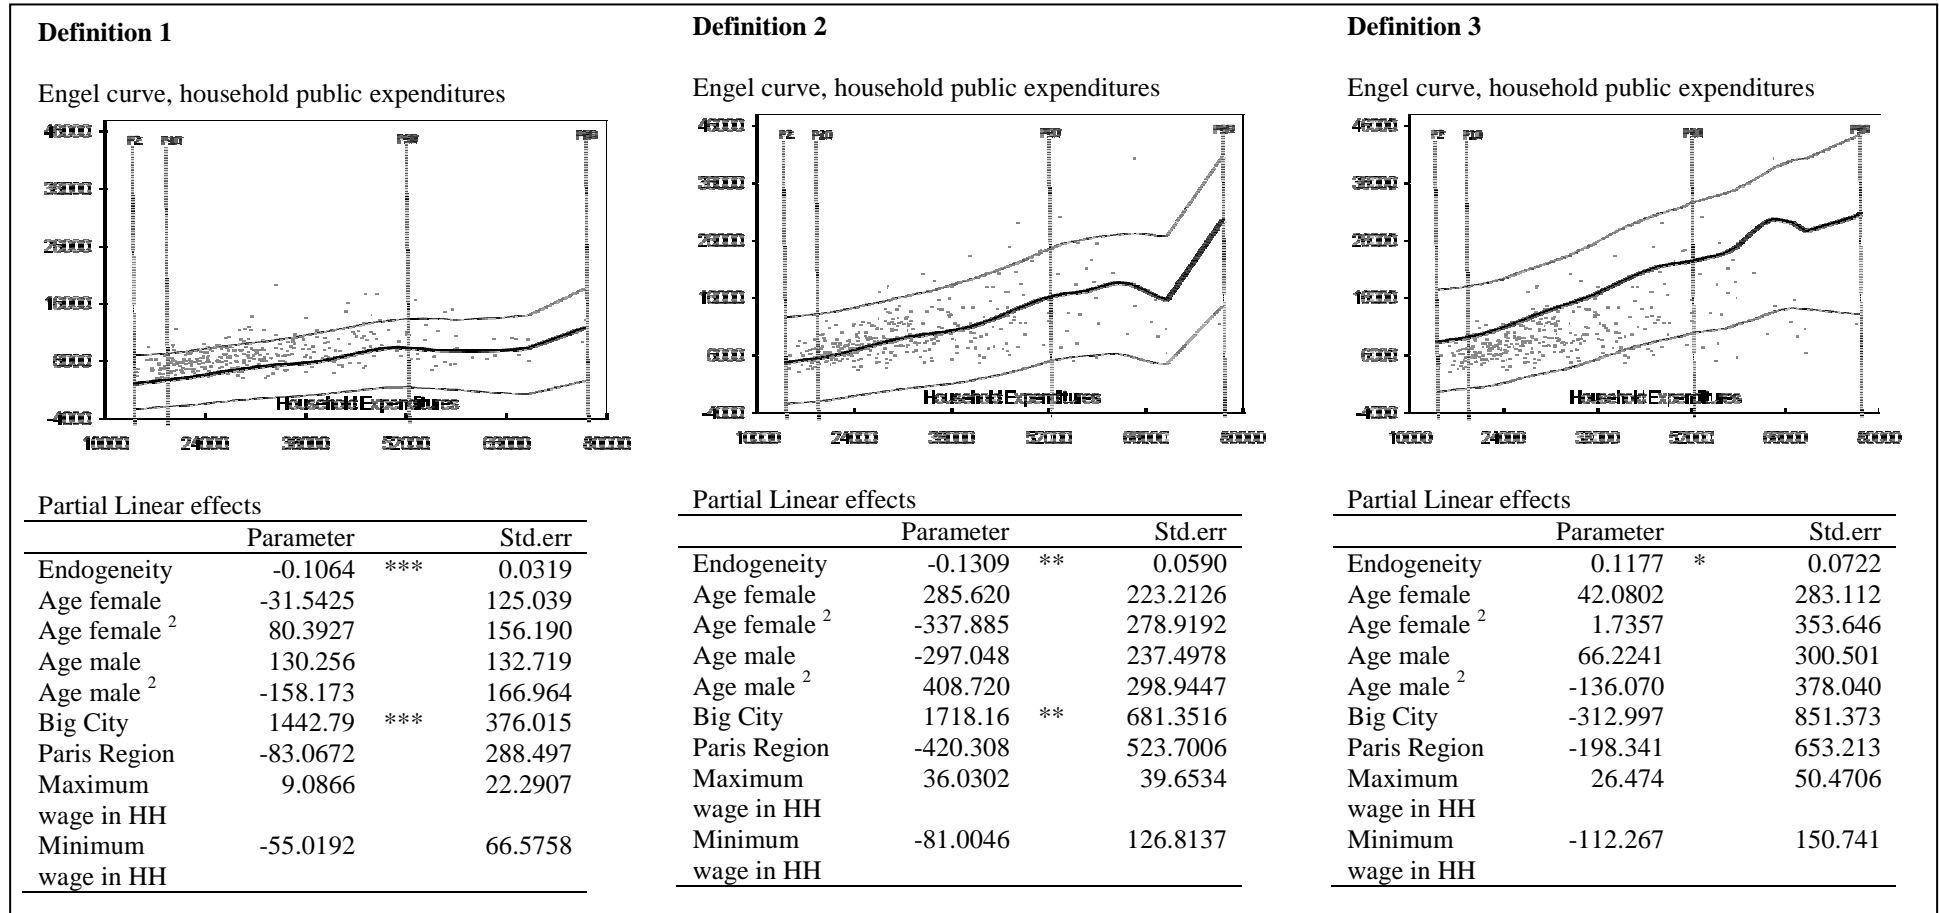 Definition 1
Engel curve, household public expenditures
46000
36000
26000
16000
6000
-4000
P2
P10
P90
Household Expenditures
10000 24000 38000 52000 66000 80000
Partial Linear effects
Parameter Std.err
Endogeneity -0.1064 *** 0.0319
Age female -31.5425 125.039
Age female 2 80.3927 156.190
Age male 130.256 132.719
Age male 2 -158.173 166.964
Big City 1442.79 *** 376.015
Paris Region -83.0672 288.497
Maximum 9.0866 22.2907
wage in HH
Minimum -55.0192 66.5758
wage in HH
Definition 2
Engel curve, household public expenditures
46000
36000
26000
16000
6000
-4000
P2 P10 P90
Household Expenditures
10000 24000 38000 52000 66000 80000
Partial Linear effects
Parameter Std.err
Endogeneity -0.1309 ** 0.0590
Age female 285.620 223.2126
Age female 2 -337.885 278.9192
Age male -297.048 237.4978
Age male 2 408.720 298.9447
Big City 1718.16 ** 681.3516
Paris Region -420.308 523.7006
Maximum 36.0302 39.6534
wage in HH
Minimum -81.0046 126.8137
wage in HH
Definition 3
Engel curve, household public expenditures
46000
36000
26000
16000
6000
-4000
P2 P10 P90
Household Expenditures
10000 24000 38000 52000 66000 80000
Partial Linear effects
Parameter Std.err
Endogeneity 0.1177 * 0.0722
Age female 42.0802 283.112
Age female 2 1.7357 353.646
Age male 66.2241 300.501
Age male 2 -136.070 378.040
Big City -312.997 851.373
Paris Region -198.341 653.213
Maximum 26.474 50.4706
wage in HH
Minimum -112.267 150.741
wage in HH